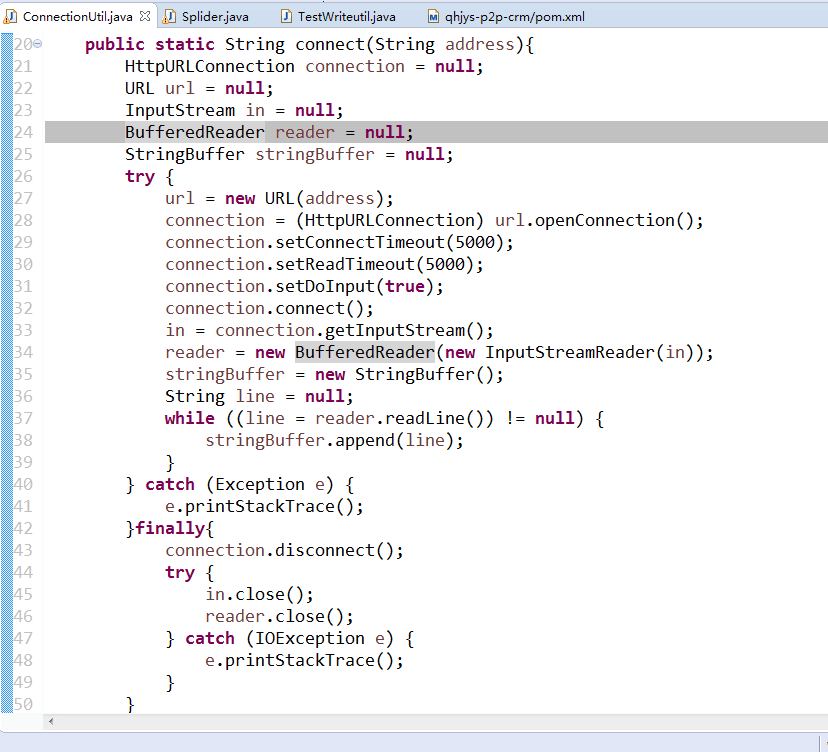 ConnectionUtil.java Splider.java TestWriteutil.java qhjys-p2p-crm/pom.xml
20 public static String connect(String address){
21 HttpURLConnection connection = null;
22 URL url = null;
23 InputStream in = null;
24 BufferedReader reader = null;
25 StringBuffer stringBuffer = null;
26 try {
27 url = new URL(address);
28 connection = (HttpURLConnection) url.openConnection();
29 connection.setConnectTimeout(5000);
30 connection.setReadTimeout(5000);
31 connection.setDoInput(true);
32 connection.connect();
33 in = connection.getInputStream();
34 reader = new BufferedReader(new InputStreamReader(in));
35 stringBuffer = new StringBuffer();
36 String line = null;
37 while ((line = reader.readLine()) != null) {
38 stringBuffer.append(line);
39 }
40 } catch (Exception e) {
41 e.printStackTrace();
42 }finally{
43 connection.disconnect();
44 try {
45 in.close();
46 reader.close();
47 } catch (IOException e) {
48 e.printStackTrace();
49 }
50 }